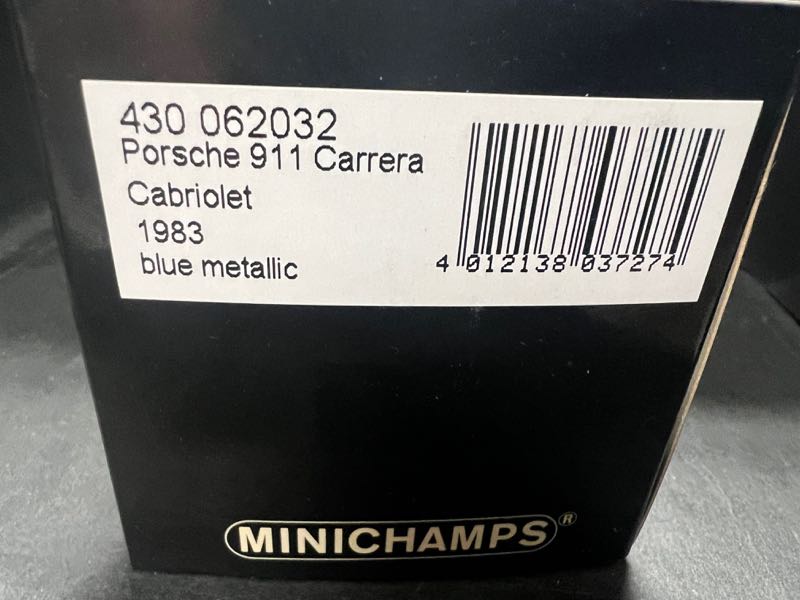 430 062032
Porsche 911 Carrera
Cabriolet
1983
blue metallic
4 012138 037274
MINICHAMPS®